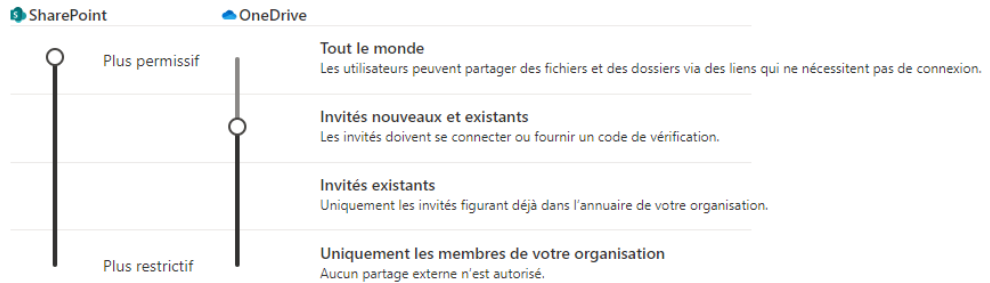 SharePoint OneDrive
Tout le monde
Plus permissif
Les utilisateurs peuvent partager des fichiers et des dossiers via des liens qui ne nécessitent pas de connexion.
Invités nouveaux et existants
Les invités doivent se connecter ou fournir un code de vérification.
Invités existants
Uniquement les invités figurant déjà dans l’annuaire de votre organisation.
Uniquement les membres de votre organisation
Plus restrictif
Aucun partage externe n’est autorisé.